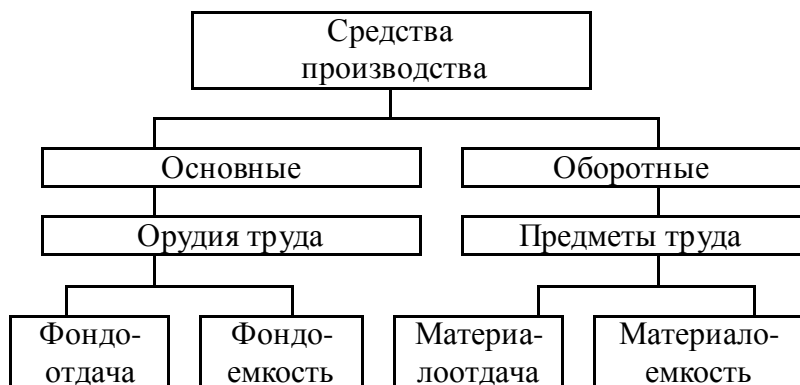 Средства
производства
Основные
Оборотные
Орудия труда
Предметы труда
Фондо-
отдача
Фондо-
емкость
Материа-
лоотдача
Материало-
емкость